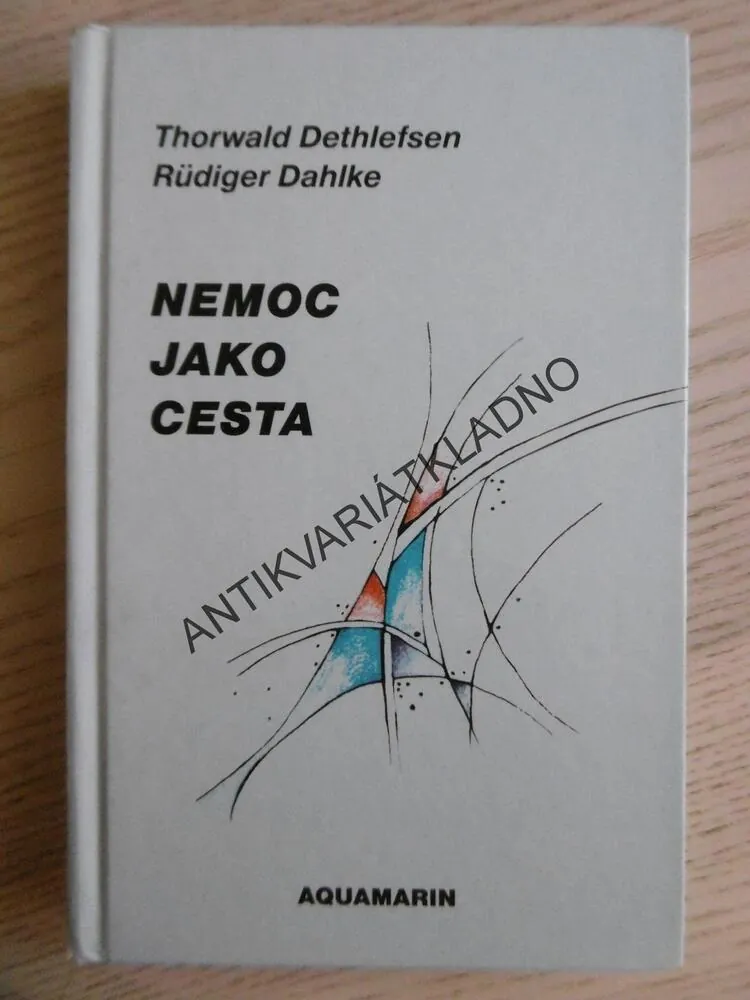 Thorwald Dethlefsen
Rüdiger Dahlke
NEMOC
JAKO
CESTA
ANTIKVARIÁTKLADNO
AQUAMARIN